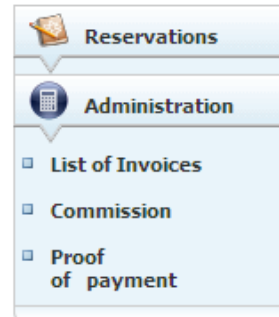 Reservations
Administration
List of Invoices
Commission
Proof
of payment